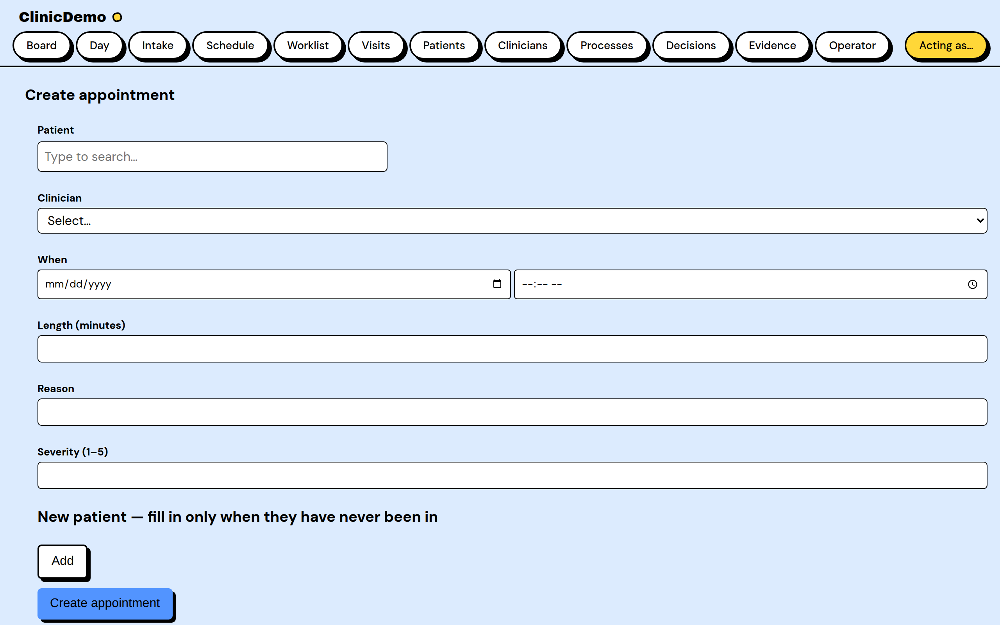 ClinicDemo
Board Day Intake Schedule Worklist Visits Patients Clinicians Processes Decisions Evidence Operator Acting as...
Create appointment
Patient
Type to search...
Clinician
Select...
When
mm/dd/yyyy --:-- --
Length (minutes)
Reason
Severity (1–5)
New patient — fill in only when they have never been in
Add
Create appointment